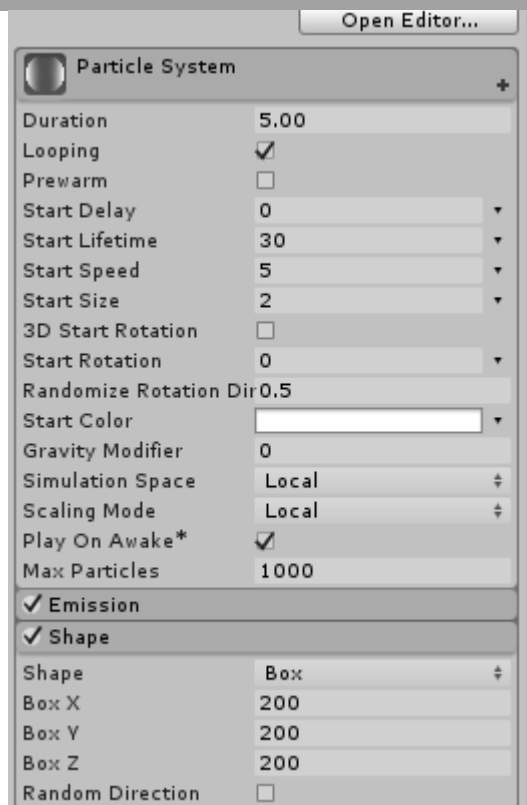 Open Editor...
Particle System
Duration 5.00
Looping
Prewarm
Start Delay 0
Start Lifetime 30
Start Speed 5
Start Size 2
3D Start Rotation
Start Rotation 0
Randomize Rotation Dir 0.5
Start Color
Gravity Modifier 0
Simulation Space Local
Scaling Mode Local
Play On Awake*
Max Particles 1000
Emission
Shape
Shape Box
Box X 200
Box Y 200
Box Z 200
Random Direction